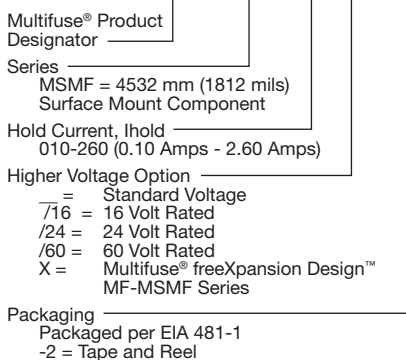 Multifuse® Product
Designator
Series
MSMF = 4532 mm (1812 mils)
Surface Mount Component
Hold Current, Ihold
010-260 (0.10 Amps - 2.60 Amps)
Higher Voltage Option
__ = Standard Voltage
/16 = 16 Volt Rated
/24 = 24 Volt Rated
/60 = 60 Volt Rated
X = Multifuse® freeXpansion Design™
MF-MSMF Series
Packaging
Packaged per EIA 481-1
-2 = Tape and Reel